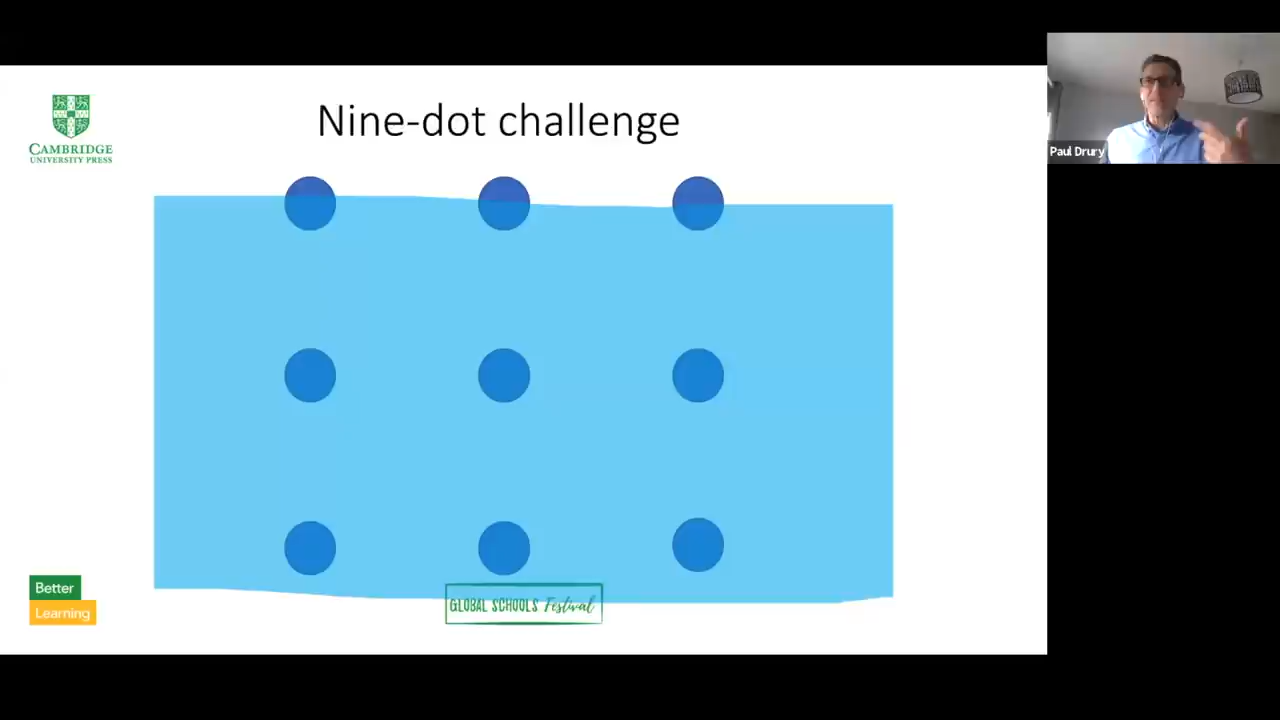 CAMBRIDGE
UNIVERSITY PRESS
Nine-dot challenge
Paul Drury
Better
Learning
GLOBAL SCHOOLS Festival